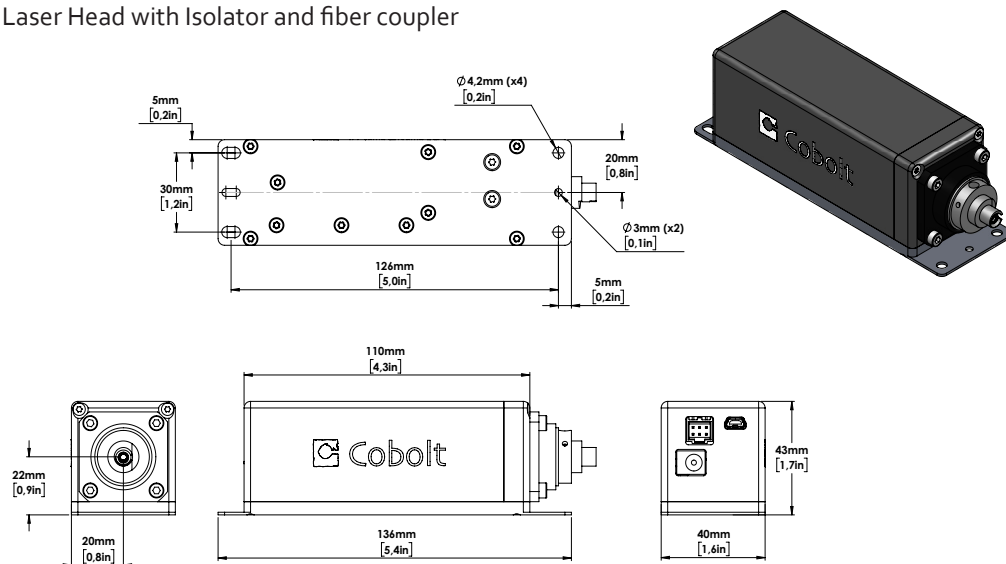 Laser Head with Isolator and fiber coupler
5mm
[0,2in]
Ø4,2mm (x4)
[0,2in]
30mm
[1,2in]
20mm
[0,8in]
Ø3mm (x2)
[0,1in]
126mm
[5,0in]
5mm
[0,2in]
Cobolt
110mm
[4,3in]
Cobolt
22mm
[0,9in]
20mm
[0,8in]
136mm
[5,4in]
43mm
[1,7in]
40mm
[1,6in]